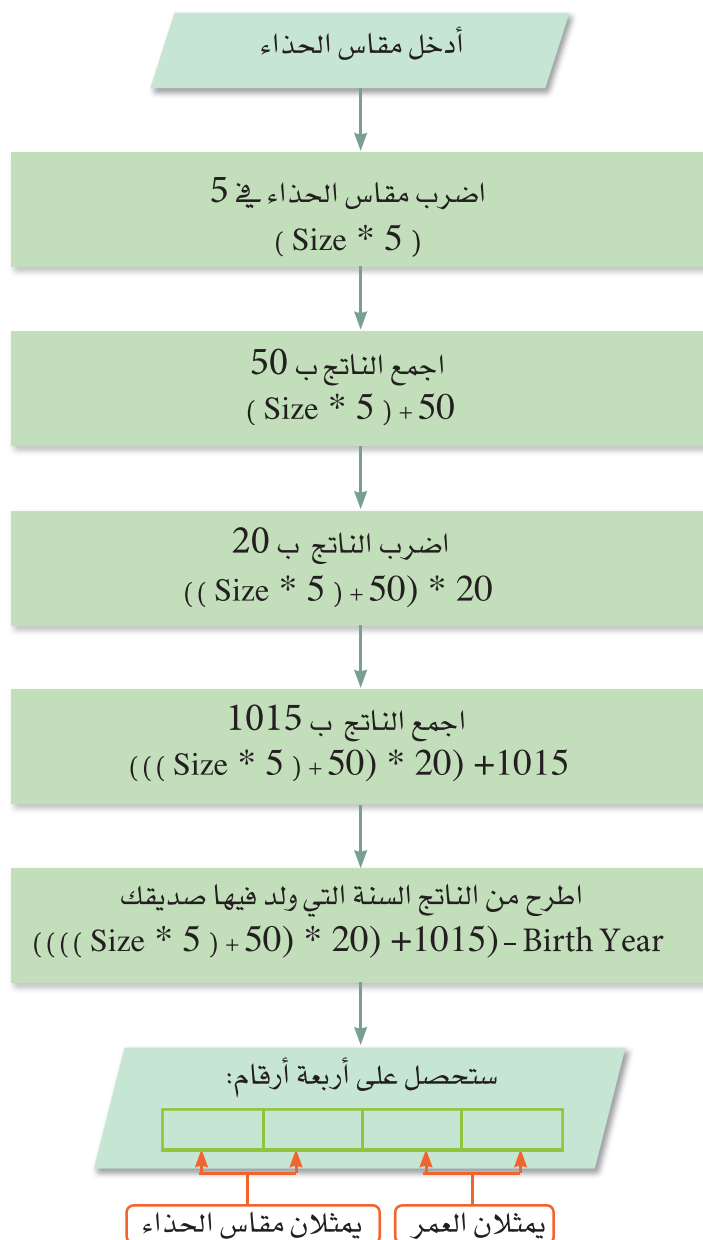 أدخل مقاس الحذاء
اضرب مقاس الحذاء في 5
( Size * 5 )
اجمع الناتج ب 50
( Size * 5 ) + 50
اضرب الناتج ب 20
(( Size * 5 ) + 50) * 20
اجمع الناتج ب 1015
((( Size * 5 ) + 50) * 20) +1015
اطرح من الناتج السنة التي ولد فيها صديقك
(((( Size * 5 ) + 50) * 20) +1015) – Birth Year
ستحصل على أربعة أرقام:
يمثلان العمر
يمثلان مقاس الحذاء